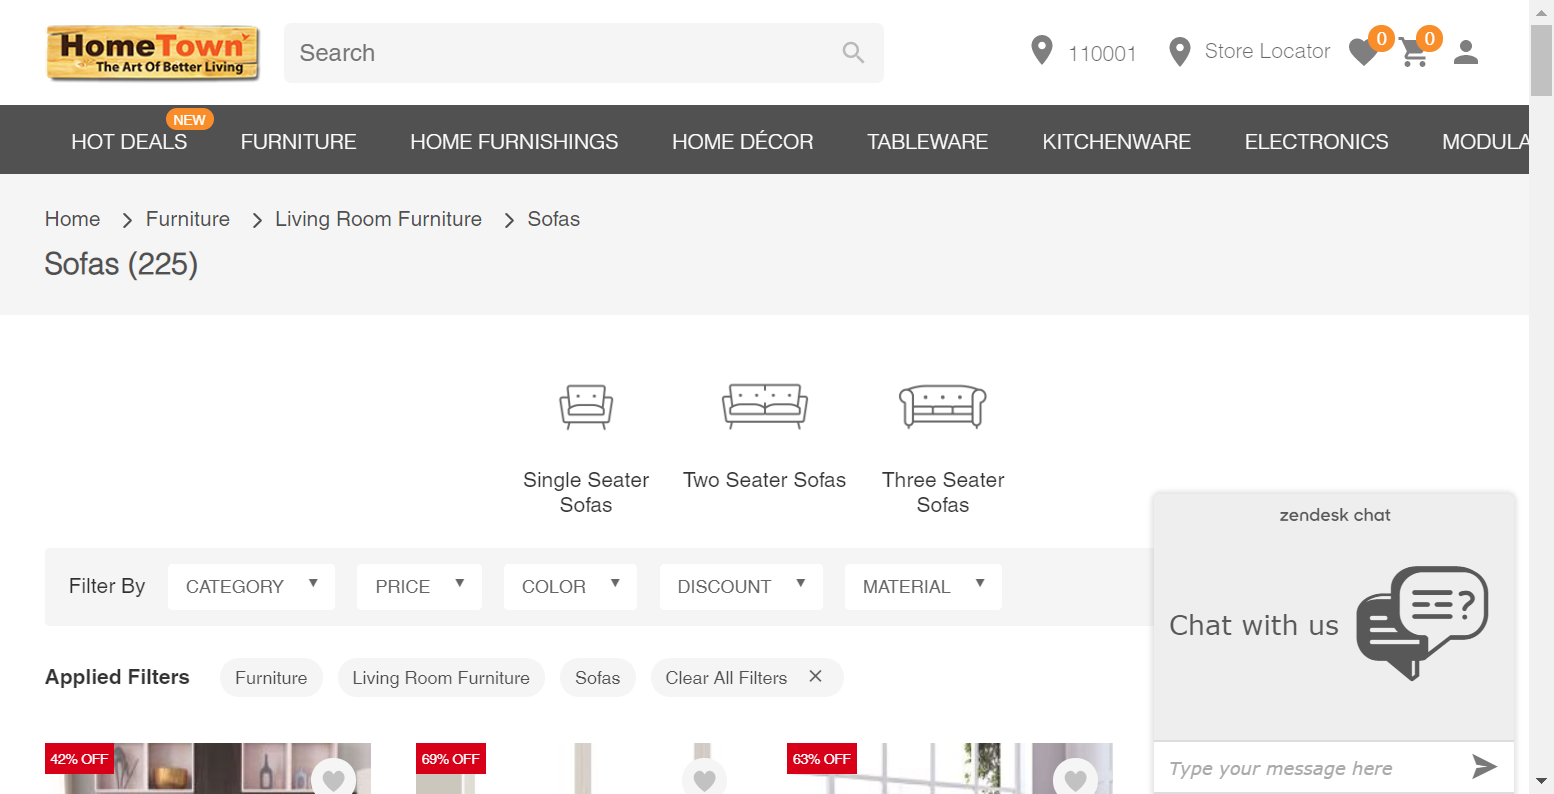 HomeTown
The Art Of Better Living
Search
110001
Store Locator
0
0
NEW
HOT DEALS
FURNITURE
HOME FURNISHINGS
HOME DÉCOR
TABLEWARE
KITCHENWARE
ELECTRONICS
MODULA
Home
Furniture
Living Room Furniture
Sofas
Sofas (225)
Single Seater
Sofas
Two Seater Sofas
Three Seater
Sofas
Filter By
CATEGORY
PRICE
COLOR
DISCOUNT
MATERIAL
Applied Filters
Furniture
Living Room Furniture
Sofas
Clear All Filters
42% OFF
69% OFF
63% OFF
zendesk chat
Chat with us
?
Type your message here